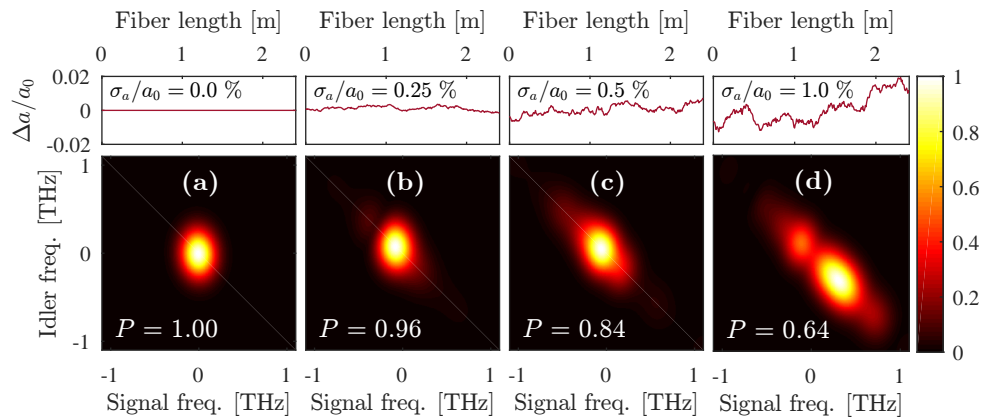 Fiber length [m] Fiber length [m] Fiber length [m] Fiber length [m]
0 1 2 0 1 2 0 1 2 0 1 2
0.02
0
-0.02
Δa/a₀
σₐ/a₀ = 0.0 % σₐ/a₀ = 0.25 % σₐ/a₀ = 0.5 % σₐ/a₀ = 1.0 %
1
0
-1
Idler freq. [THz]
(a) (b) (c) (d)
P = 1.00 P = 0.96 P = 0.84 P = 0.64
1
0.8
0.6
0.4
0.2
0
-1 0 1 -1 0 1 -1 0 1 -1 0 1
Signal freq. [THz] Signal freq. [THz] Signal freq. [THz] Signal freq. [THz]